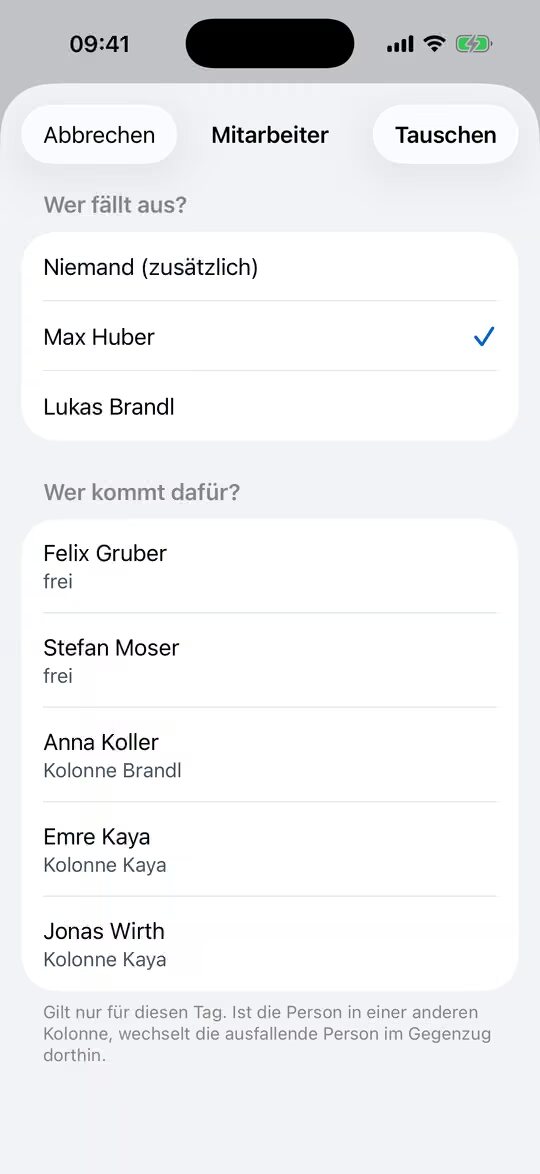 09:41
Abbrechen
Mitarbeiter
Tauschen
Wer fällt aus?
Niemand (zusätzlich)
Max Huber
Lukas Brandl
Wer kommt dafür?
Felix Gruber
frei
Stefan Moser
frei
Anna Koller
Kolonne Brandl
Emre Kaya
Kolonne Kaya
Jonas Wirth
Kolonne Kaya
Gilt nur für diesen Tag. Ist die Person in einer anderen
Kolonne, wechselt die ausfallende Person im Gegenzug
dorthin.